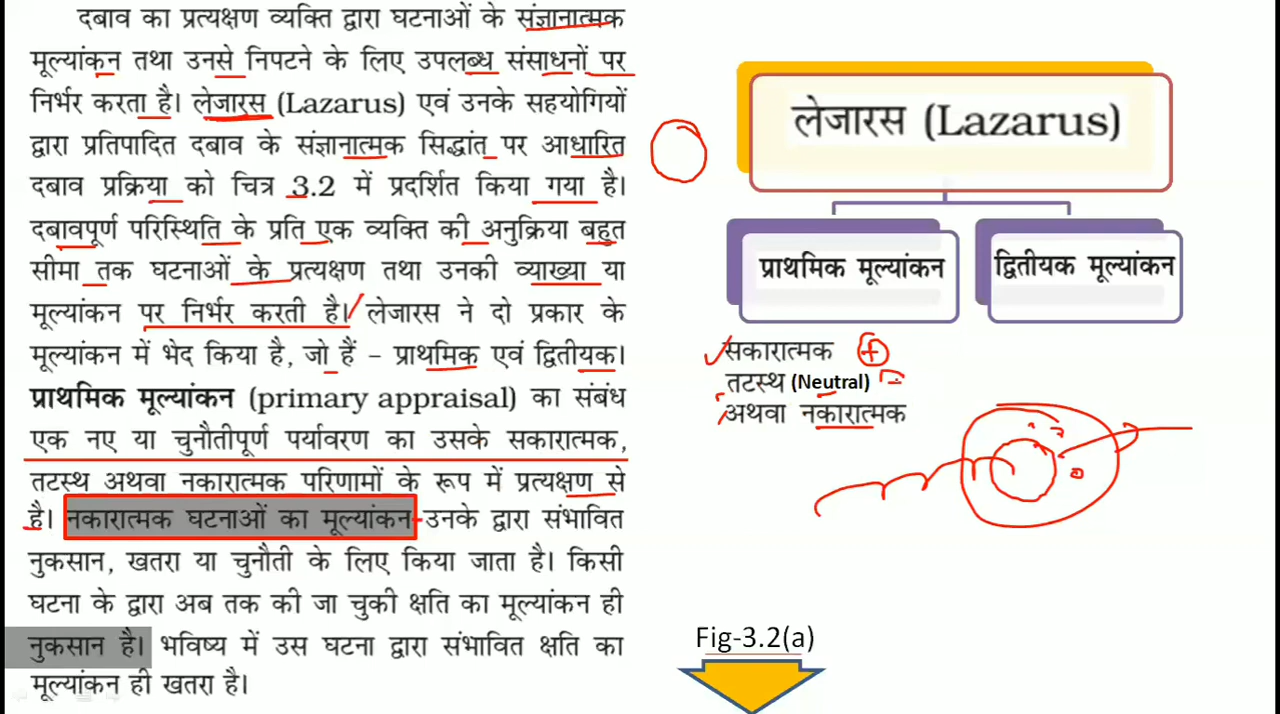 दबाव का प्रत्यक्षण व्यक्ति द्वारा घटनाओं के संज्ञानात्मक
मूल्यांकन तथा उनसे निपटने के लिए उपलब्ध संसाधनों पर
निर्भर करता है। लेजारस (Lazarus) एवं उनके सहयोगियों
द्वारा प्रतिपादित दबाव के संज्ञानात्मक सिद्धांत पर आधारित
दबाव प्रक्रिया को चित्र 3.2 में प्रदर्शित किया गया है।
दबावपूर्ण परिस्थिति के प्रति एक व्यक्ति की अनुक्रिया बहुत
सीमा तक घटनाओं के प्रत्यक्षण तथा उनकी व्याख्या या
मूल्यांकन पर निर्भर करती है। लेजारस ने दो प्रकार के
मूल्यांकन में भेद किया है, जो हैं – प्राथमिक एवं द्वितीयक।
प्राथमिक मूल्यांकन (primary appraisal) का संबंध
एक नए या चुनौतीपूर्ण पर्यावरण का उसके सकारात्मक,
तटस्थ अथवा नकारात्मक परिणामों के रूप में प्रत्यक्षण से
है। नकारात्मक घटनाओं का मूल्यांकन उनके द्वारा संभावित
नुकसान, खतरा या चुनौती के लिए किया जाता है। किसी
घटना के द्वारा अब तक की जा चुकी क्षति का मूल्यांकन ही
नुकसान है। भविष्य में उस घटना द्वारा संभावित क्षति का
मूल्यांकन ही खतरा है।
लेजारस (Lazarus)
प्राथमिक मूल्यांकन
द्वितीयक मूल्यांकन
सकारात्मक +
तटस्थ (Neutral)
अथवा नकारात्मक
Fig-3.2(a)